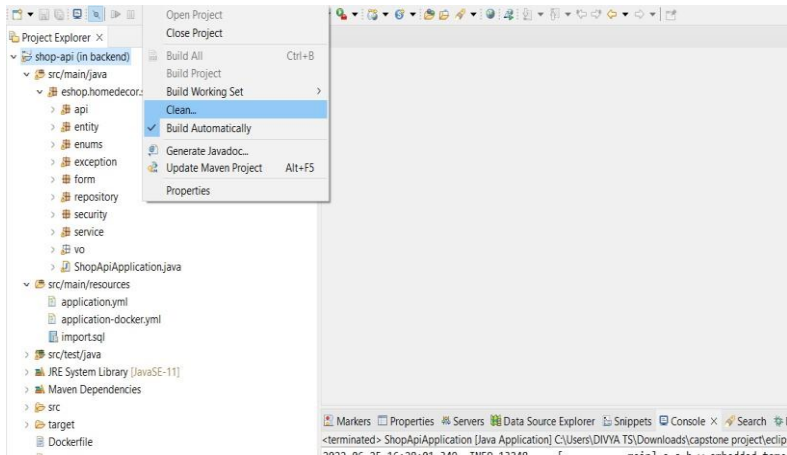 Open Project
Close Project
Build All Ctrl+B
Build Project
Build Working Set
Clean...
Build Automatically
Generate Javadoc...
Update Maven Project Alt+F5
Properties
Project Explorer
shop-api (in backend)
src/main/java
eshop.homedecor.
api
entity
enums
exception
form
repository
security
service
vo
ShopApiApplication.java
src/main/resources
application.yml
application-docker.yml
import.sql
src/test/java
JRE System Library [JavaSE-11]
Maven Dependencies
src
target
Dockerfile
Markers Properties Servers Data Source Explorer Snippets Console Search
<terminated> ShopApiApplication [Java Application] C:\Users\DIVYA TS\Downloads\capstone project\eclip